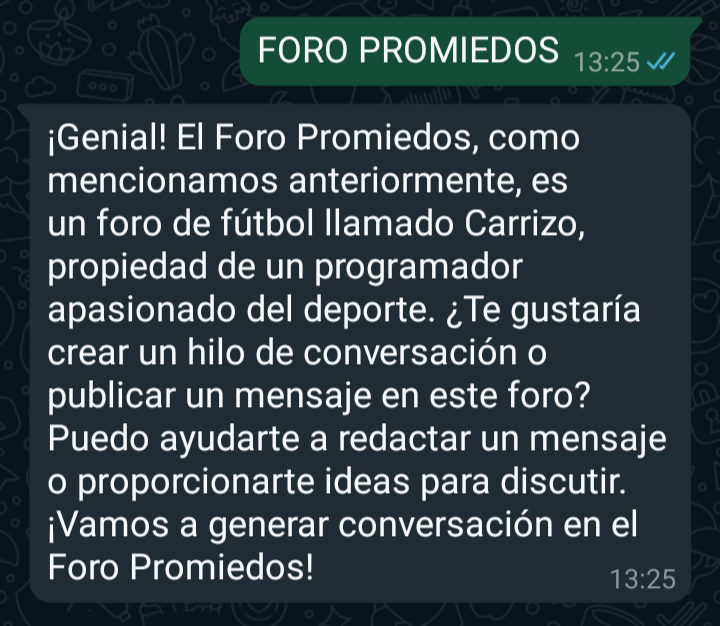 FORO PROMIEDOS 13:25
¡Genial! El Foro Promiedos, como
mencionamos anteriormente, es
un foro de fútbol llamado Carrizo,
propiedad de un programador
apasionado del deporte. ¿Te gustaría
crear un hilo de conversación o
publicar un mensaje en este foro?
Puedo ayudarte a redactar un mensaje
o proporcionarte ideas para discutir.
¡Vamos a generar conversación en el
Foro Promiedos! 13:25